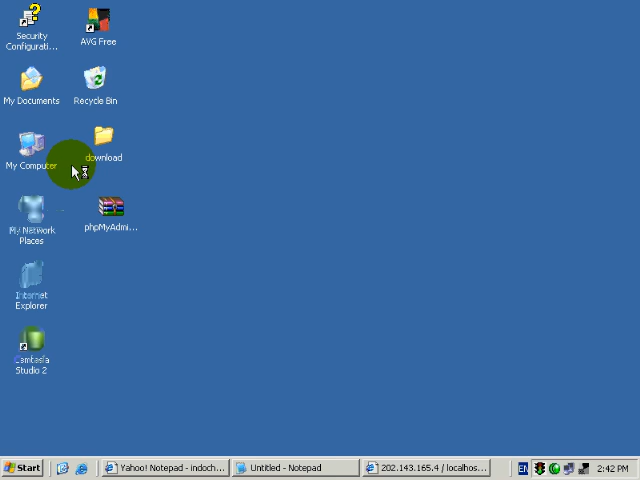 Security
Configurati...
AVG Free
My Documents
Recycle Bin
My Computer
download
My Network
Places
phpMyAdmi...
Internet
Explorer
Camtasia
Studio 2
Start
Yahoo! Notepad - indoch...
Untitled - Notepad
202.143.165.4 / localhos...
EN
2:42 PM